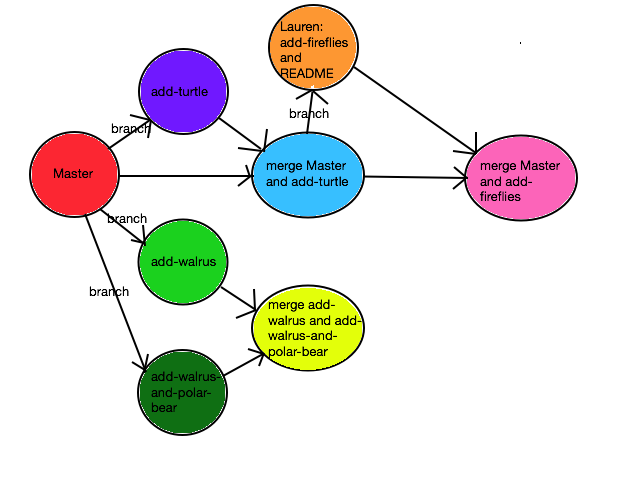 Lauren:
add-fireflies
and
README
add-turtle
branch
branch
merge Master
and add-turtle
merge Master
and add-
fireflies
Master
branch
add-walrus
branch
merge add-
walrus and add-
walrus-and-
polar-bear
add-walrus-
and-polar-
bear